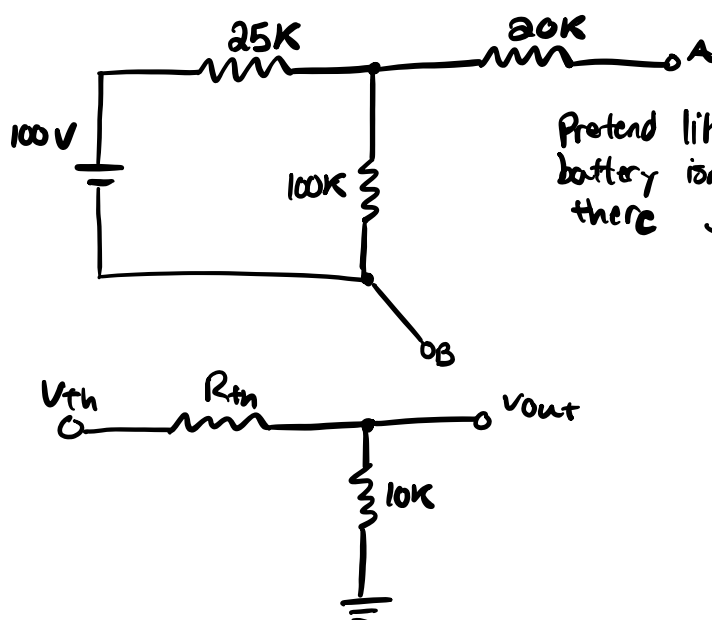 25K
20K
A
100V
100K
Pretend
battery
there
B
Vth
Rth
Vout
10K